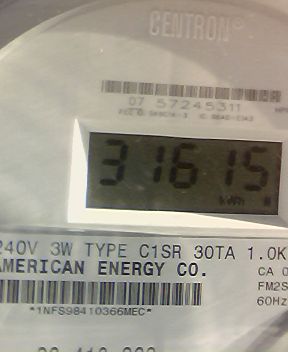 CENTRON®
07 57245311
31615
kWh
240V 3W TYPE C1SR 30TA 1.0K
AMERICAN ENERGY CO.
CA 0
FM2S
60Hz
*1NFS98410366MEC*